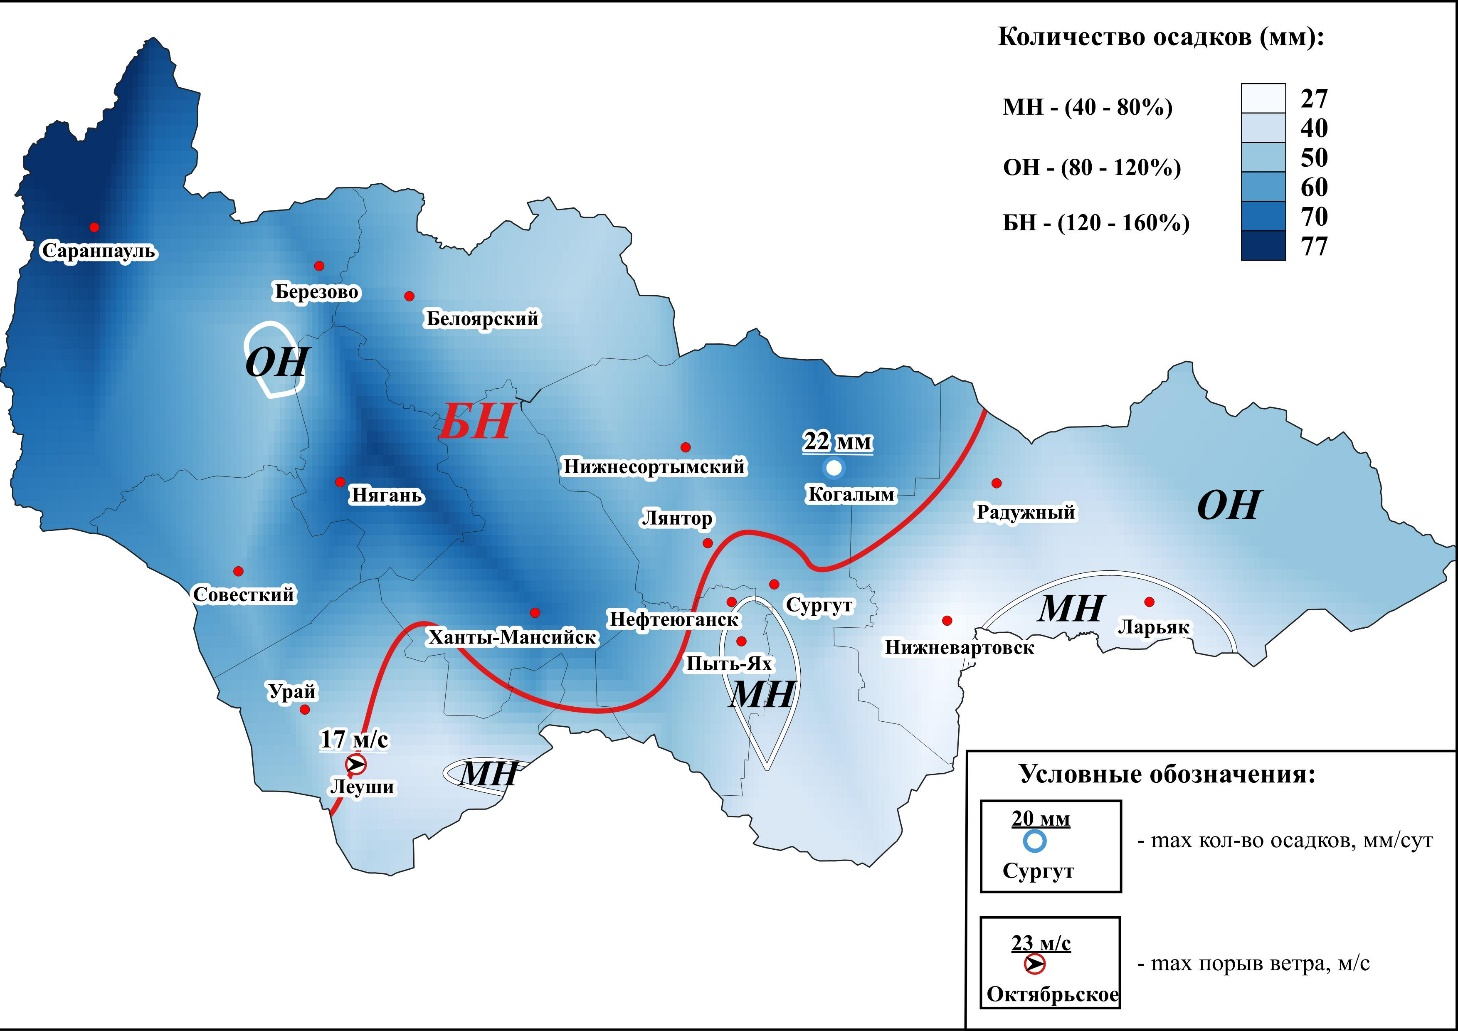 Количество осадков (мм):
МН - (40 - 80%)
ОН - (80 - 120%)
БН - (120 - 160%)
27
40
50
60
70
77
Саранпауль
Березово
Белоярский
ОН
БН
22 мм
Когалым
Нижнесортымский
Нягань
Лянтор
Радужный
ОН
Совесткий
Ханты-Мансийск
Нефтеюганск
Сургут
МН
Ларьяк
Нижневартовск
Пыть-Ях
МН
Урай
17 м/с
Леуши
МН
Условные обозначения:
20 мм
Сургут
- max кол-во осадков, мм/сут
23 м/с
Октябрьское
- max порыв ветра, м/с